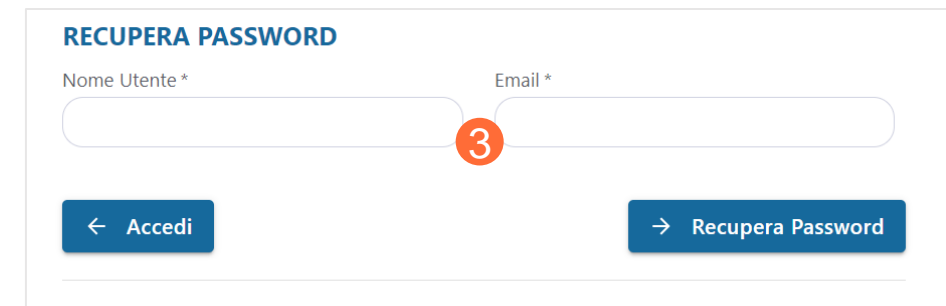 RECUPERA PASSWORD
Nome Utente * Email *
3
← Accedi → Recupera Password